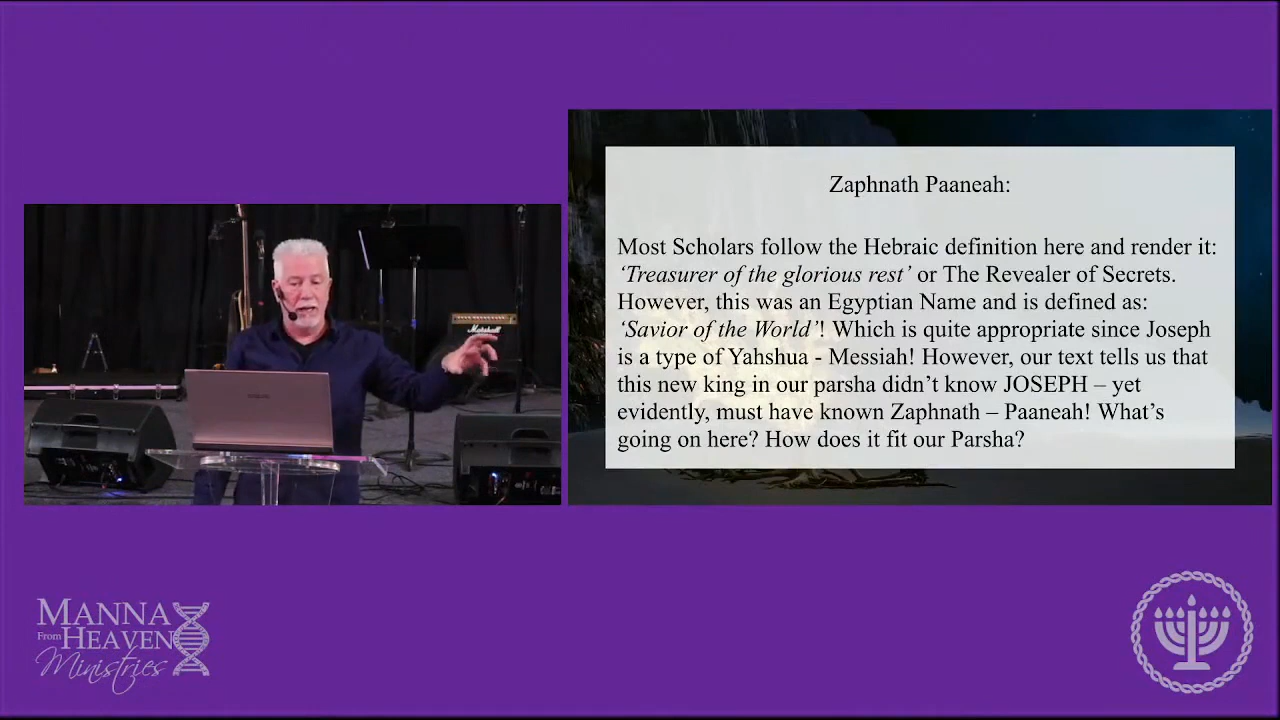 Zaphnath Paaneah:
Most Scholars follow the Hebraic definition here and render it:
‘Treasurer of the glorious rest’ or The Revealer of Secrets.
However, this was an Egyptian Name and is defined as:
‘Savior of the World’! Which is quite appropriate since Joseph
is a type of Yahshua - Messiah! However, our text tells us that
this new king in our parsha didn’t know JOSEPH – yet
evidently, must have known Zaphnath – Paaneah! What’s
going on here? How does it fit our Parsha?
Marshall
MANNA
From HEAVEN
Ministries